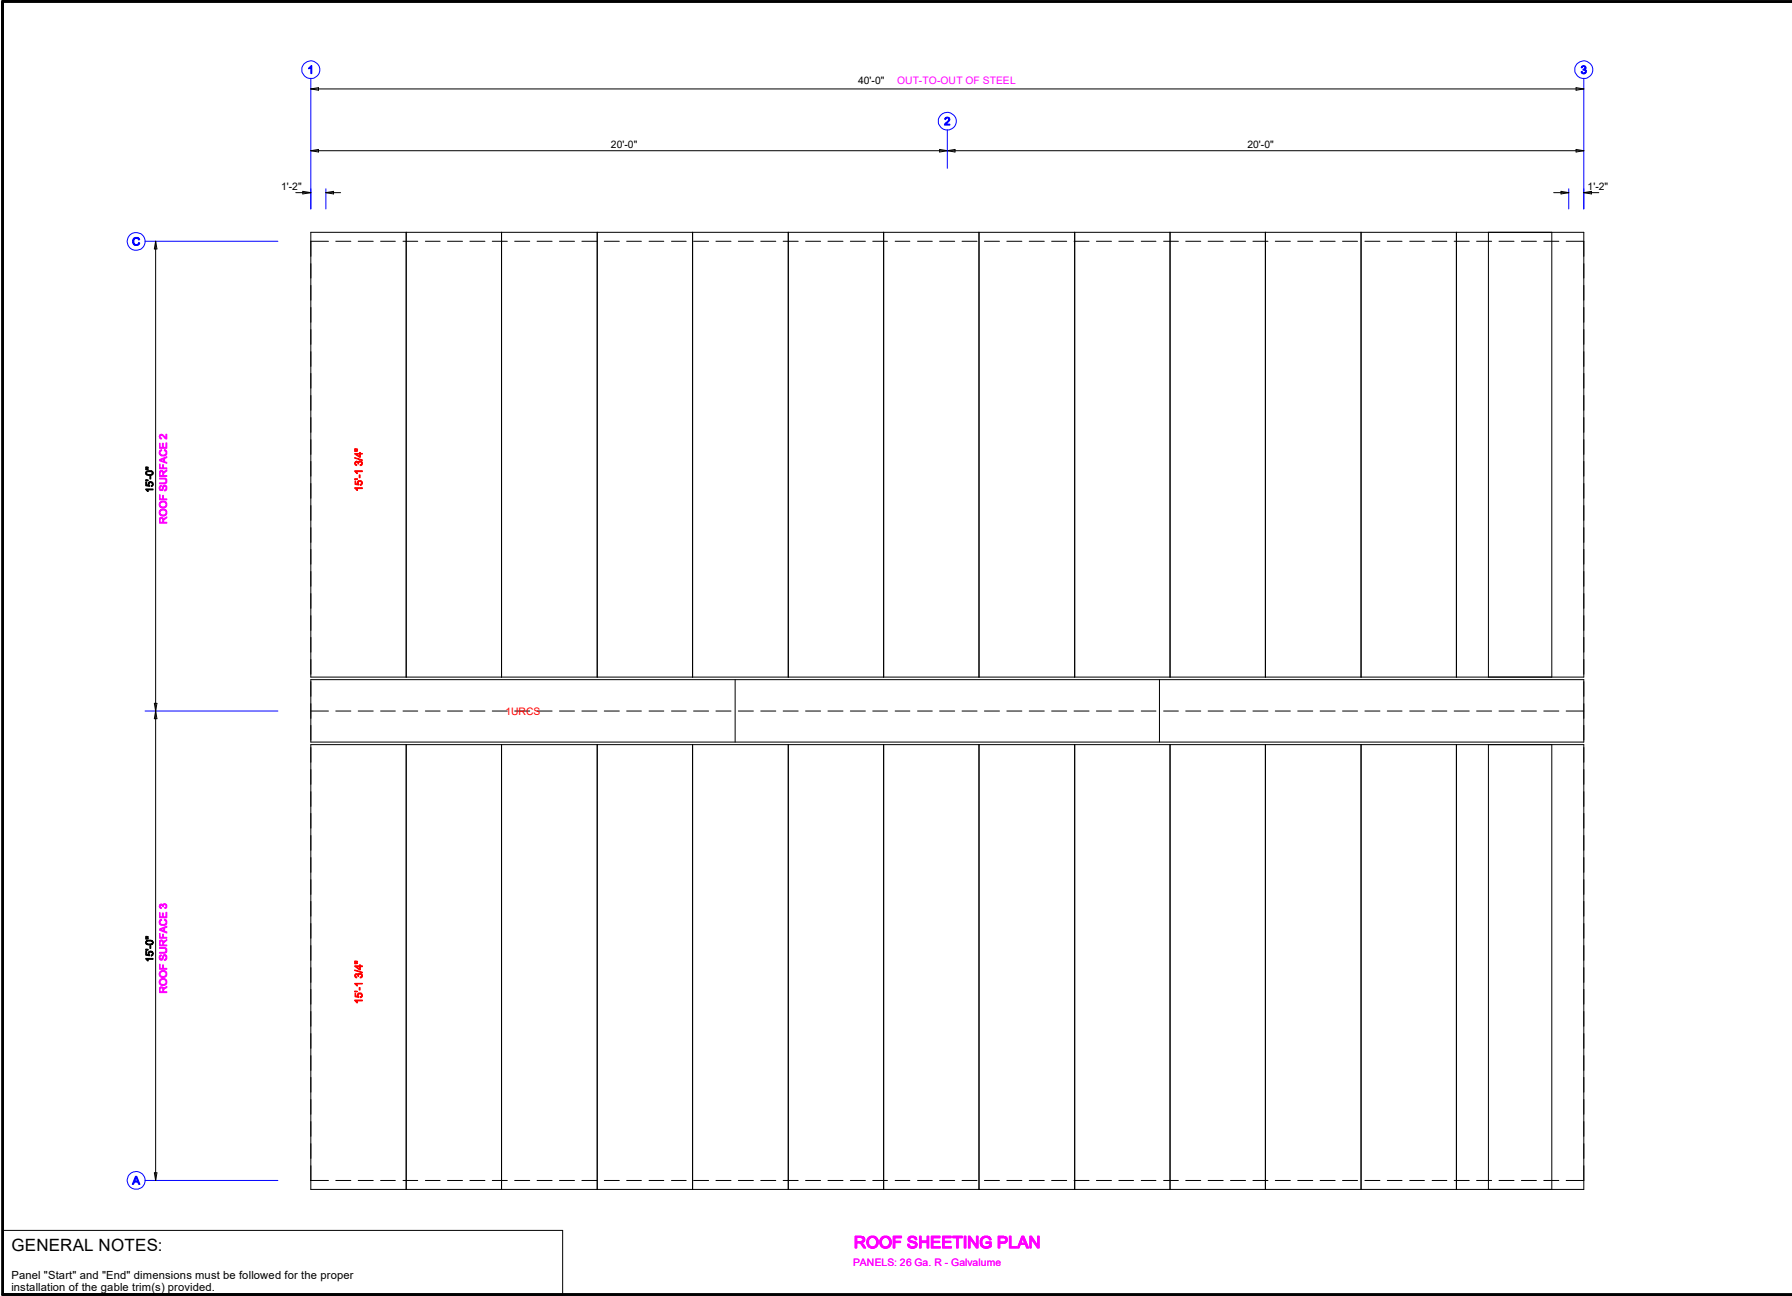 1
3
40'-0" OUT-TO-OUT OF STEEL
2
20'-0"
20'-0"
1'-2"
1'-2"
C
15'-0"
ROOF SURFACE 2
15'-1 3/4"
1URCS
15'-0"
ROOF SURFACE 3
15'-1 3/4"
A
GENERAL NOTES:
Panel "Start" and "End" dimensions must be followed for the proper
installation of the gable trim(s) provided.
ROOF SHEETING PLAN
PANELS: 26 Ga. R - Galvalume